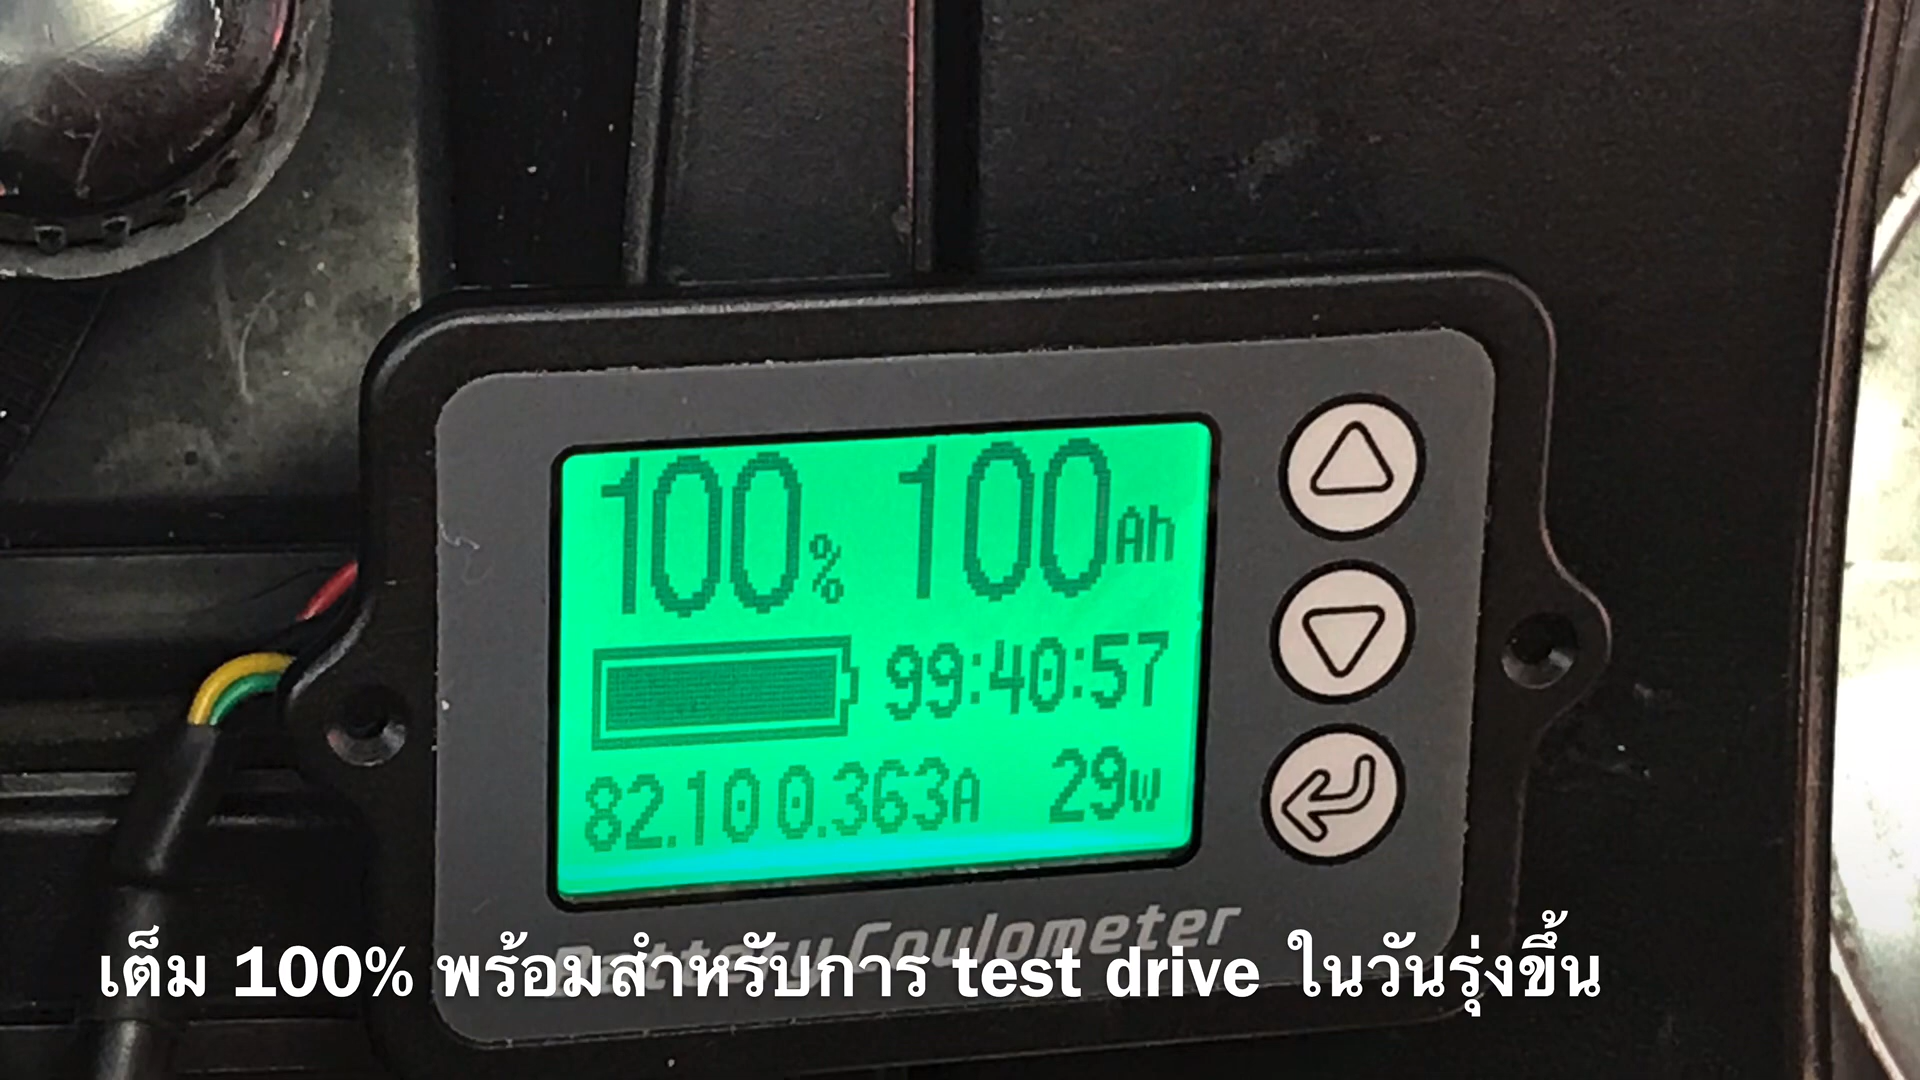 100% 100Ah
99:40:57
82.10 0.363A 29W
Battery Coulometer
เต็ม 100% พร้อมสำหรับการ test drive ในวันรุ่งขึ้น